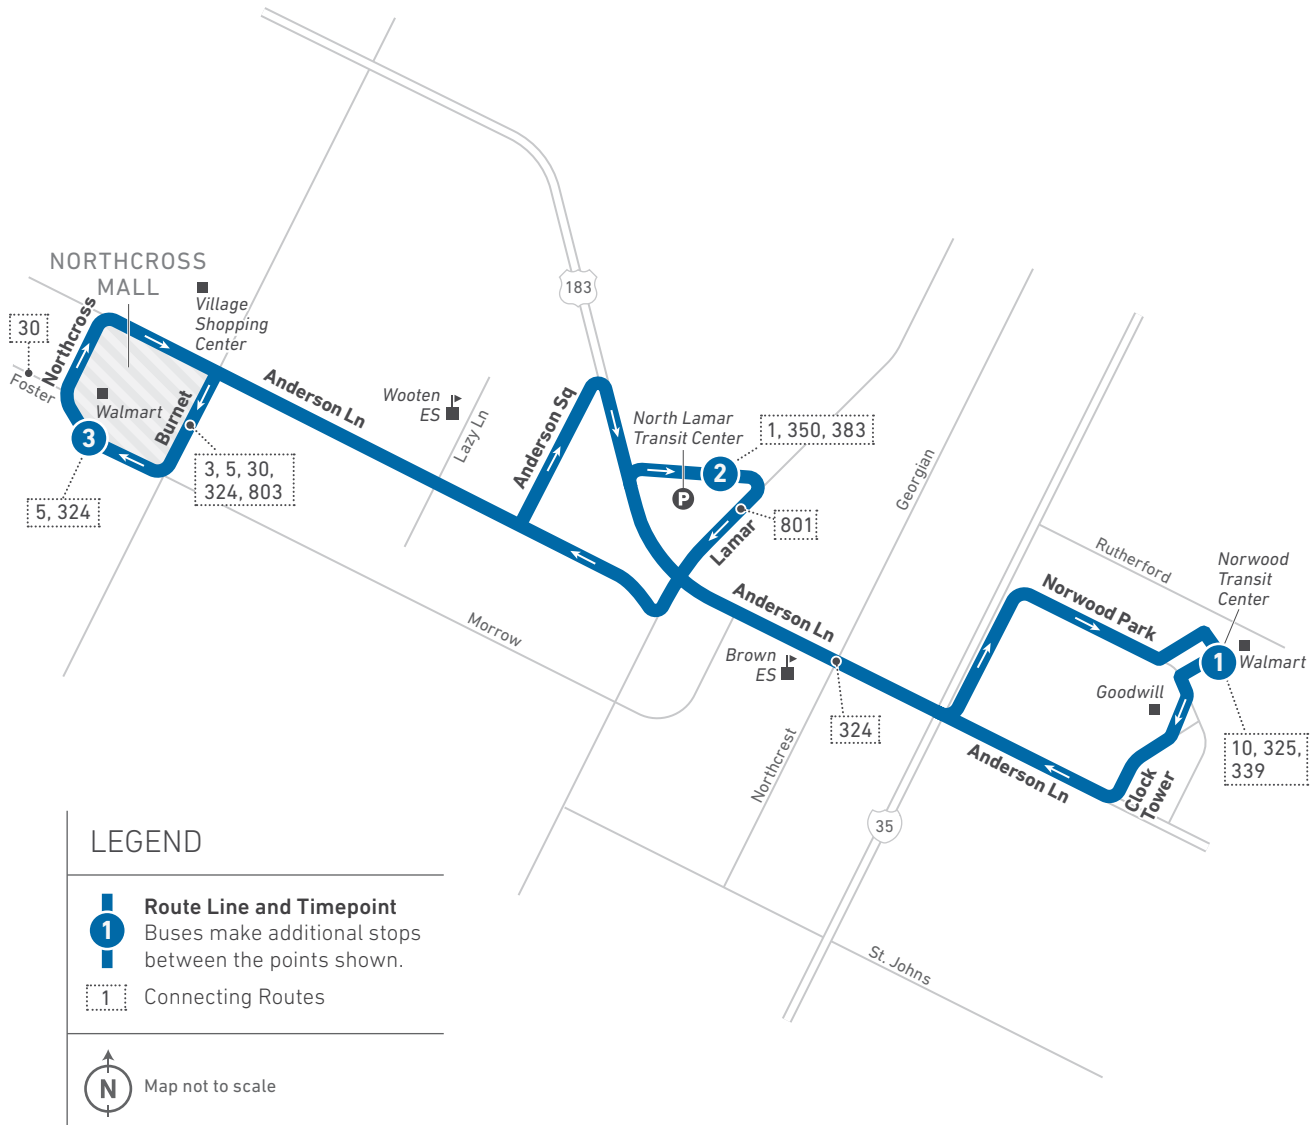 183
NORTHCROSS
MALL
Village
Shopping
Center
30
Northcross
Foster
Walmart
Burnet
3
5, 324
3, 5, 30,
324, 803
Anderson Ln
Wooten
ES
Lazy Ln
Anderson Sq
North Lamar
Transit Center
P
2
1, 350, 383
801
Lamar
Georgian
Anderson Ln
Morrow
Brown
ES
324
Northcrest
Rutherford
Norwood
Transit
Center
Norwood Park
1
Walmart
Goodwill
10, 325,
339
Anderson Ln
Clock
Tower
35
St. Johns
LEGEND
1
Route Line and Timepoint
Buses make additional stops
between the points shown.
1
Connecting Routes
N
Map not to scale